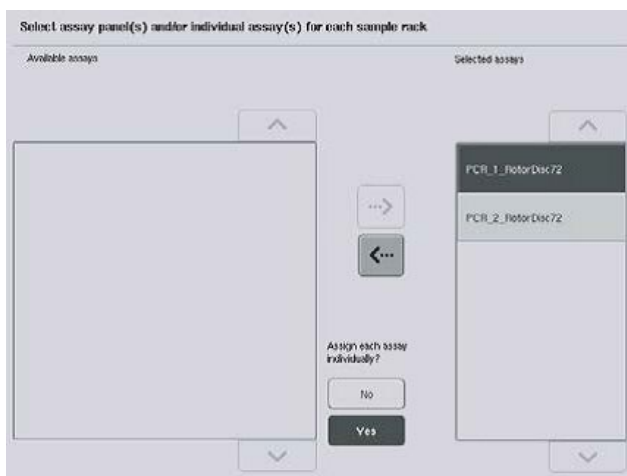 Select assay panel(s) and/or individual assay(s) for each sample rack
Available assays
Selected assays
PCR_1_RotorDisc72
PCR_2_RotorDisc72
Assign each assay
individually?
No
Yes